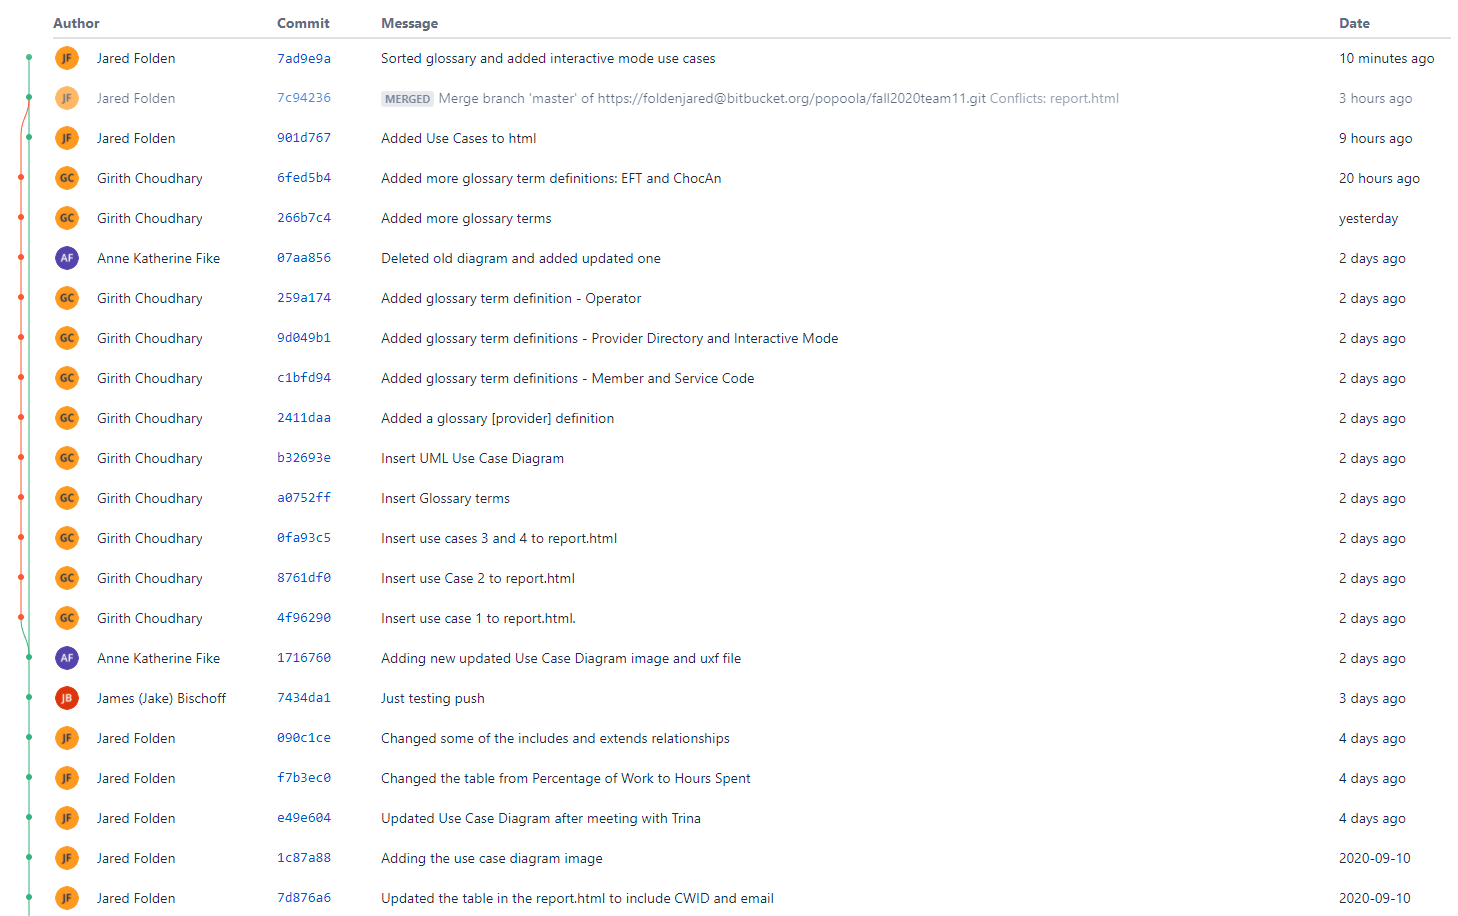 Author Commit Message Date
JF Jared Folden 7ad9e9a Sorted glossary and added interactive mode use cases 10 minutes ago
JF Jared Folden 7c94236 MERGED Merge branch 'master' of https://foldenjared@bitbucket.org/popoola/fall2020team11.git Conflicts: report.html 3 hours ago
JF Jared Folden 901d767 Added Use Cases to html 9 hours ago
GC Girith Choudhary 6fed5b4 Added more glossary term definitions: EFT and ChocAn 20 hours ago
GC Girith Choudhary 266b7c4 Added more glossary terms yesterday
AF Anne Katherine Fike 07aa856 Deleted old diagram and added updated one 2 days ago
GC Girith Choudhary 259a174 Added glossary term definition - Operator 2 days ago
GC Girith Choudhary 9d049b1 Added glossary term definitions - Provider Directory and Interactive Mode 2 days ago
GC Girith Choudhary c1bfd94 Added glossary term definitions - Member and Service Code 2 days ago
GC Girith Choudhary 2411daa Added a glossary [provider] definition 2 days ago
GC Girith Choudhary b32693e Insert UML Use Case Diagram 2 days ago
GC Girith Choudhary a0752ff Insert Glossary terms 2 days ago
GC Girith Choudhary 0fa93c5 Insert use cases 3 and 4 to report.html 2 days ago
GC Girith Choudhary 8761df0 Insert use Case 2 to report.html 2 days ago
GC Girith Choudhary 4f96290 Insert use case 1 to report.html. 2 days ago
AF Anne Katherine Fike 1716760 Adding new updated Use Case Diagram image and uxf file 2 days ago
JB James (Jake) Bischoff 7434da1 Just testing push 3 days ago
JF Jared Folden 090c1ce Changed some of the includes and extends relationships 4 days ago
JF Jared Folden f7b3ec0 Changed the table from Percentage of Work to Hours Spent 4 days ago
JF Jared Folden e49e604 Updated Use Case Diagram after meeting with Trina 4 days ago
JF Jared Folden 1c87a88 Adding the use case diagram image 2020-09-10
JF Jared Folden 7d876a6 Updated the table in the report.html to include CWID and email 2020-09-10